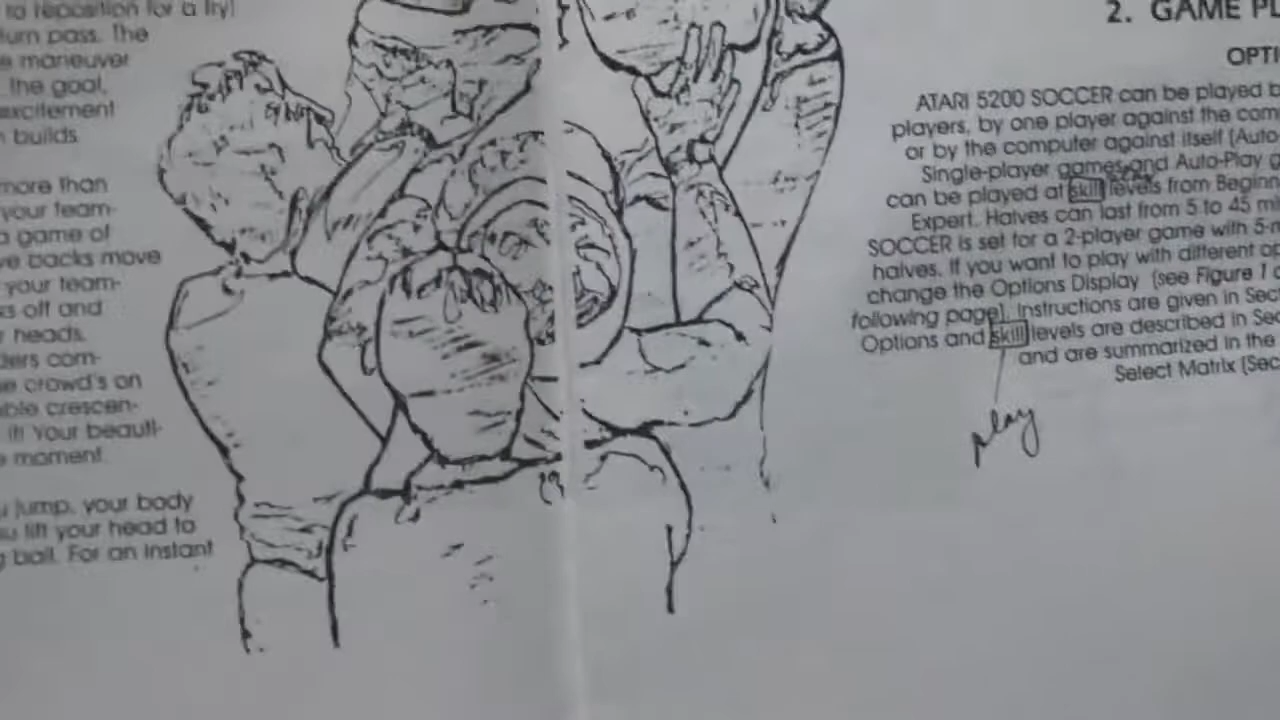 to reposition for a try!
turn pass. The
maneuver
the goal,
excitement
builds
more than
your team-
a game of
backs move
your team-
off and
heads.
com-
crowd's on
crescen-
Your beauti-
moment.
jump, your body
lift your head to
ball. For an instant
2. GAME PL
OPTI
ATARI 5200 SOCCER can be played b
players, by one player against the com
or by the computer against itself (Auto
Single-player games and Auto-Play g
can be played at skill levels from Begin
Expert. Halves can last from 5 to 45 mi
SOCCER is set for a 2-player game with 5-m
halves. If you want to play with different op
change the Options Display (see Figure 1 o
following page). Instructions are given in Sec
Options and skill levels are described in Sec
and are summarized in the
Select Matrix (Sec
play